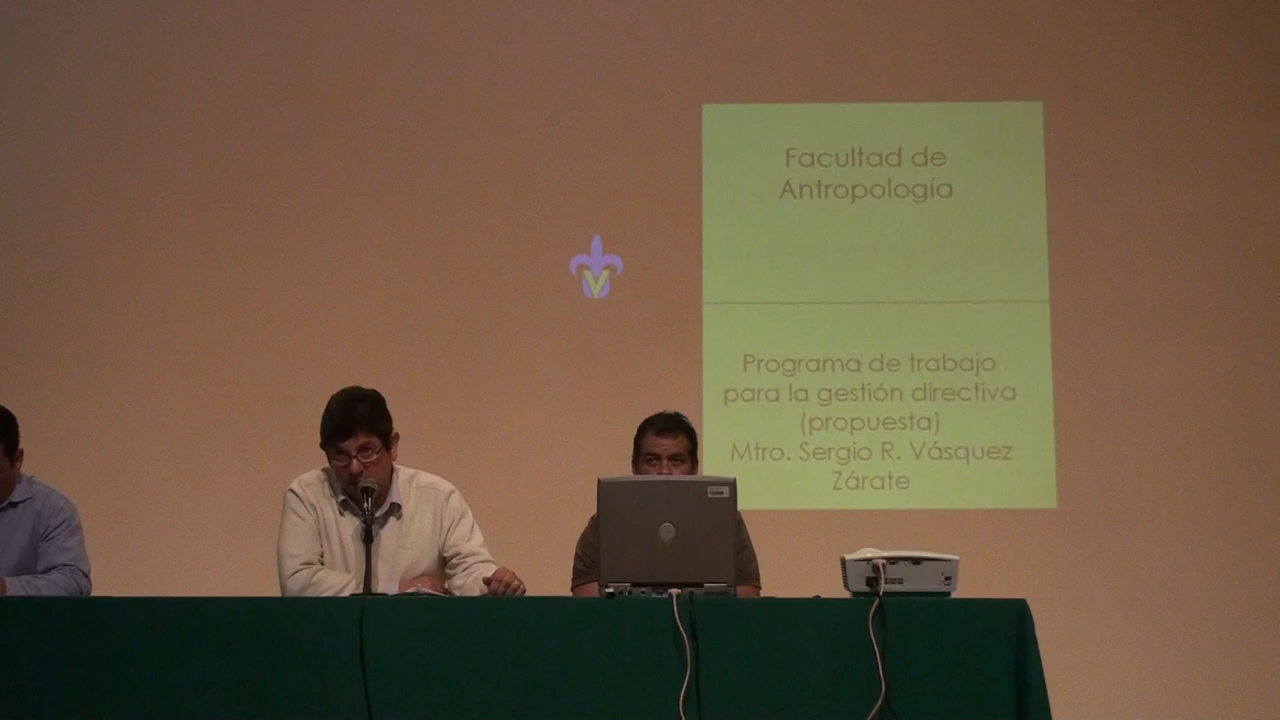 Facultad de
Antropología
Programa de trabajo
para la gestión directiva
(propuesta)
Mtro. Sergio R. Vásquez
Zárate